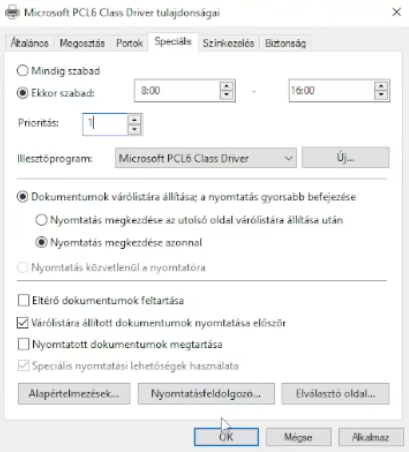 Microsoft PCL6 Class Driver tulajdonságai
Általános Megosztás Portok Speciális Színkezelés Biztonság
Mindig szabad
Ekkor szabad: 8:00 - 16:00
Prioritás: 1
Illesztőprogram: Microsoft PCL6 Class Driver Új...
Dokumentumok várólistára állítása; a nyomtatás gyorsabb befejezése
Nyomtatás megkezdése az utolsó oldal várólistára állítása után
Nyomtatás megkezdése azonnal
Nyomtatás közvetlenül a nyomtatóra
Eltérő dokumentumok feltartása
Várólistára állított dokumentumok nyomtatása először
Nyomtatott dokumentumok megtartása
Speciális nyomtatási lehetőségek használata
Alapértelmezések... Nyomtatásfeldolgozó... Elválasztó oldal...
OK Mégse Alkalmaz